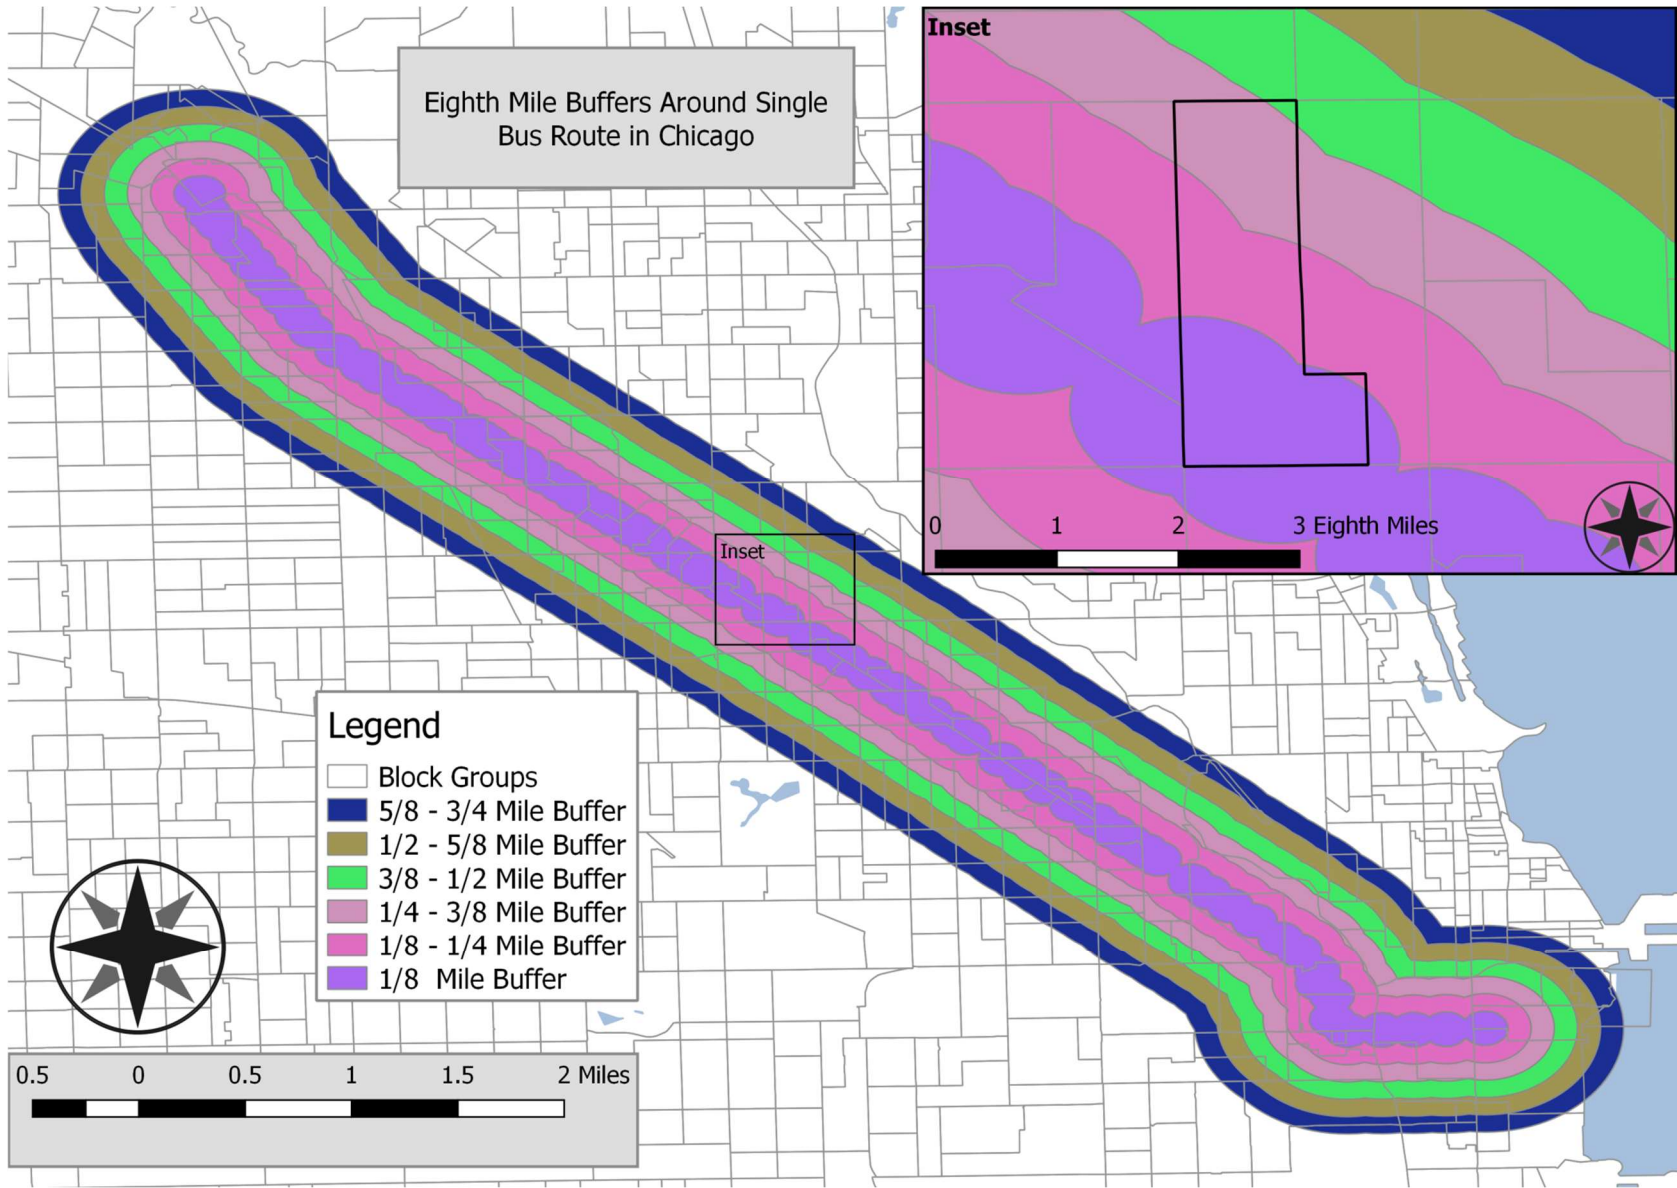 Inset
Eighth Mile Buffers Around Single
Bus Route in Chicago
0 1 2 3 Eighth Miles
Inset
Legend
Block Groups
5/8 - 3/4 Mile Buffer
1/2 - 5/8 Mile Buffer
3/8 - 1/2 Mile Buffer
1/4 - 3/8 Mile Buffer
1/8 - 1/4 Mile Buffer
1/8 Mile Buffer
0.5 0 0.5 1 1.5 2 Miles